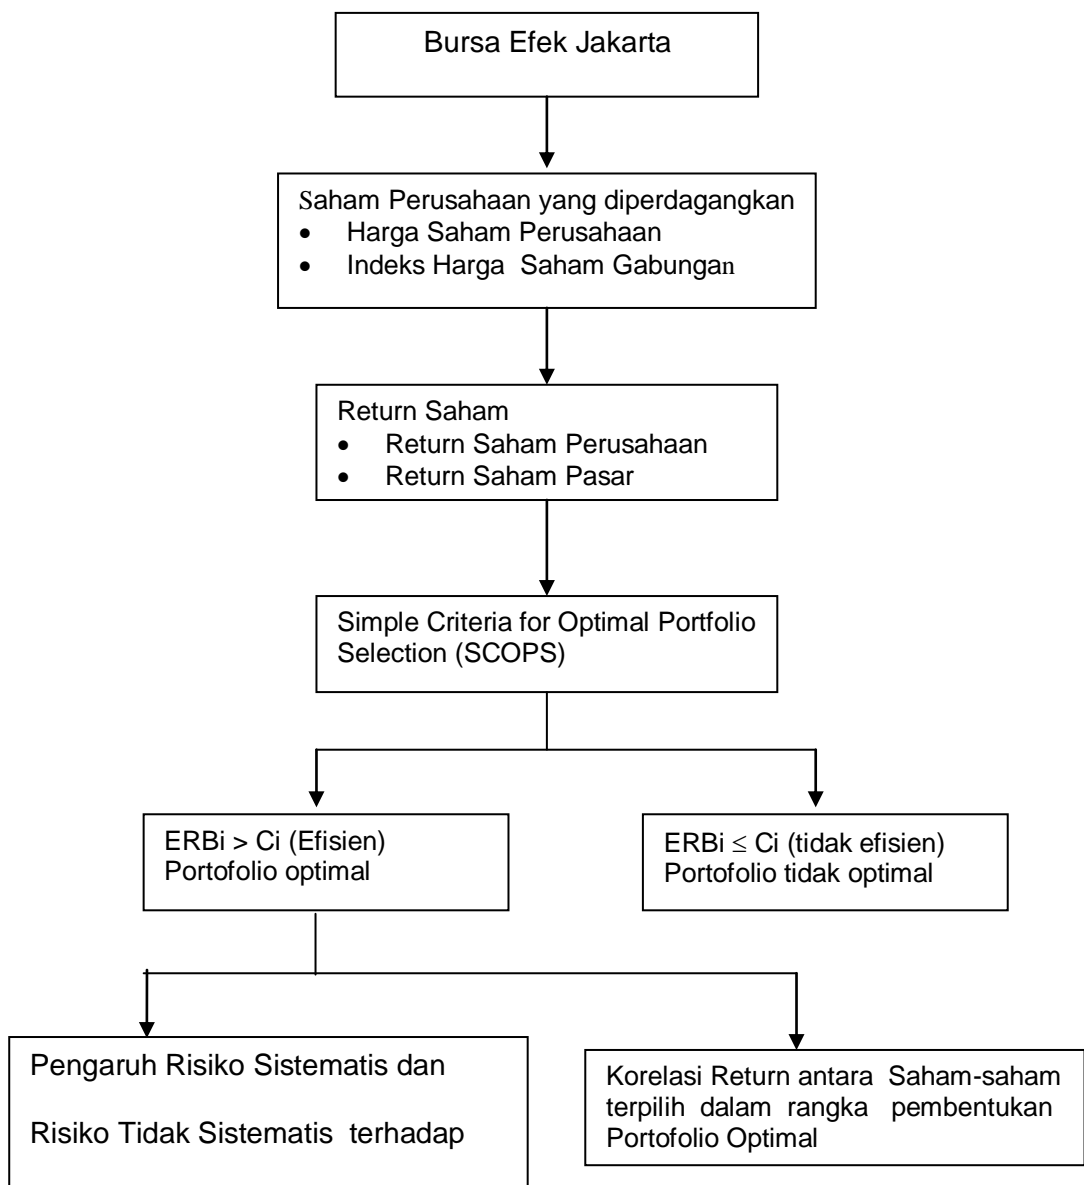 Bursa Efek Jakarta
Saham Perusahaan yang diperdagangkan
• Harga Saham Perusahaan
• Indeks Harga Saham Gabungan
Return Saham
• Return Saham Perusahaan
• Return Saham Pasar
Simple Criteria for Optimal Portfolio
Selection (SCOPS)
ERBi > Ci (Efisien)
Portofolio optimal
ERBi ≤ Ci (tidak efisien)
Portofolio tidak optimal
Pengaruh Risiko Sistematis dan
Risiko Tidak Sistematis terhadap
Korelasi Return antara Saham-saham
terpilih dalam rangka pembentukan
Portofolio Optimal